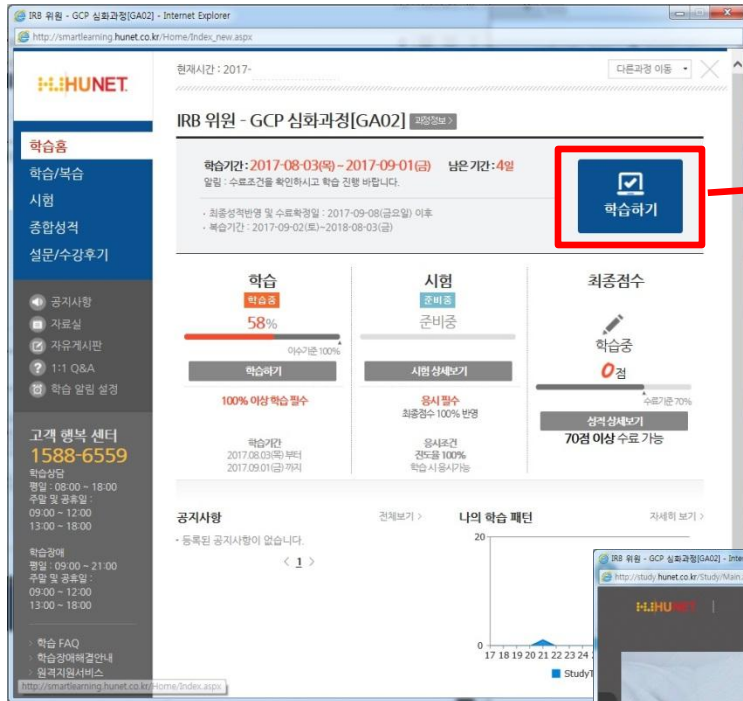 IRB 위원 - GCP 심화과정[GA02] - Internet Explorer
http://smartlearning.hunet.co.kr/Home/Index_new.aspx
HUNET
현재시간 : 2017-
다른과정 이동
IRB 위원 - GCP 심화과정[GA02] 과정정보 >
학습홈
학습/복습
시험
종합성적
설문/수강후기
학습기간 : 2017-08-03(목) ~ 2017-09-01(금) 남은기간 : 4일
알림 : 수료조건을 확인하시고 학습 진행 바랍니다.
· 최종성적반영 및 수료확정일 : 2017-09-08(금요일) 이후
· 복습기간 : 2017-09-02(토)~2018-08-03(금)
학습하기
공지사항
자료실
자유게시판
1:1 Q&A
학습 알림 설정
학습
학습중
58%
이수기준 100%
학습하기
100% 이상 학습 필수
학습기간
2017.08.03(목) 부터
2017.09.01(금) 까지
시험
준비중
준비중
시험 상세보기
응시 필수
최종점수 100% 반영
응시조건
진도율 100%
학습 시 응시가능
최종점수
학습중
0점
수료기준 70%
성적 상세보기
70점 이상 수료 가능
고객 행복 센터
1588-6559
학습상담
평일 : 08:00 ~ 18:00
주말 및 공휴일 :
09:00 ~ 12:00
13:00 ~ 18:00
학습장애
평일 : 09:00 ~ 21:00
주말 및 공휴일 :
09:00 ~ 12:00
13:00 ~ 18:00
> 학습 FAQ
> 학습장애해결안내
> 원격지원서비스
http://smartlearning.hunet.co.kr/Home/Index.aspx
공지사항
전체보기 >
· 등록된 공지사항이 없습니다.
< 1 >
나의 학습 패턴
자세히 보기 >
20
0
17 18 19 20 21 22 23 24
StudyT
IRB 위원 - GCP 심화과정[GA02] - Inte
http://study.hunet.co.kr/Study/Main.
HUNET